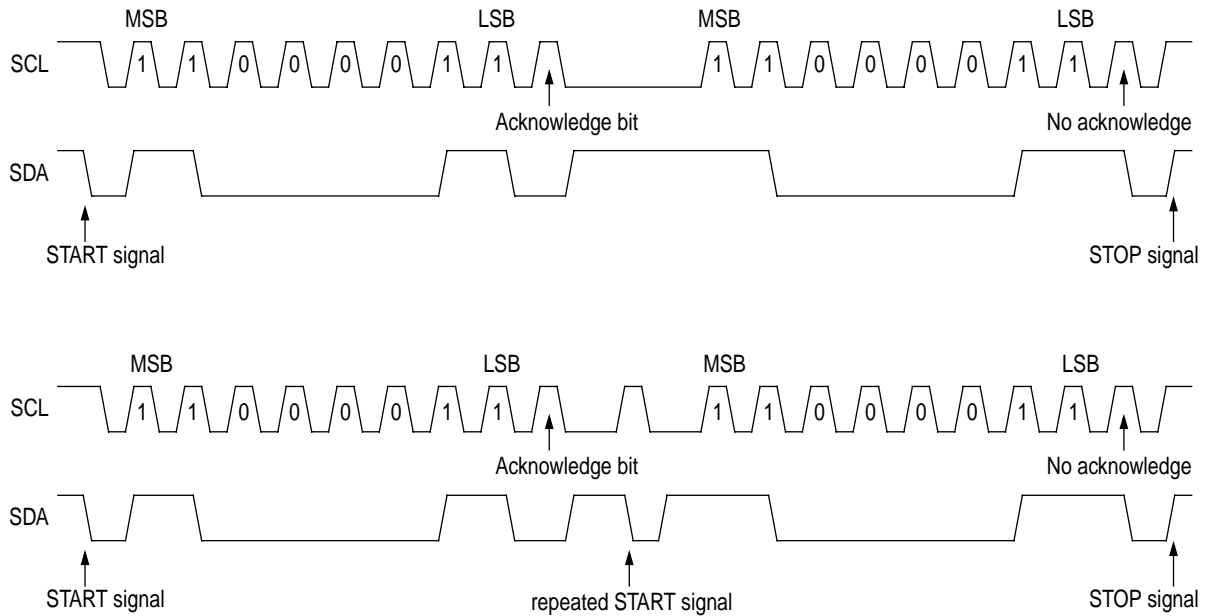 MSB LSB MSB LSB
SCL 1 1 0 0 0 0 1 1 1 1 0 0 0 0 1 1
Acknowledge bit No acknowledge
SDA
START signal STOP signal
MSB LSB MSB LSB
SCL 1 1 0 0 0 0 1 1 1 1 0 0 0 0 1 1
Acknowledge bit No acknowledge
SDA
START signal repeated START signal STOP signal